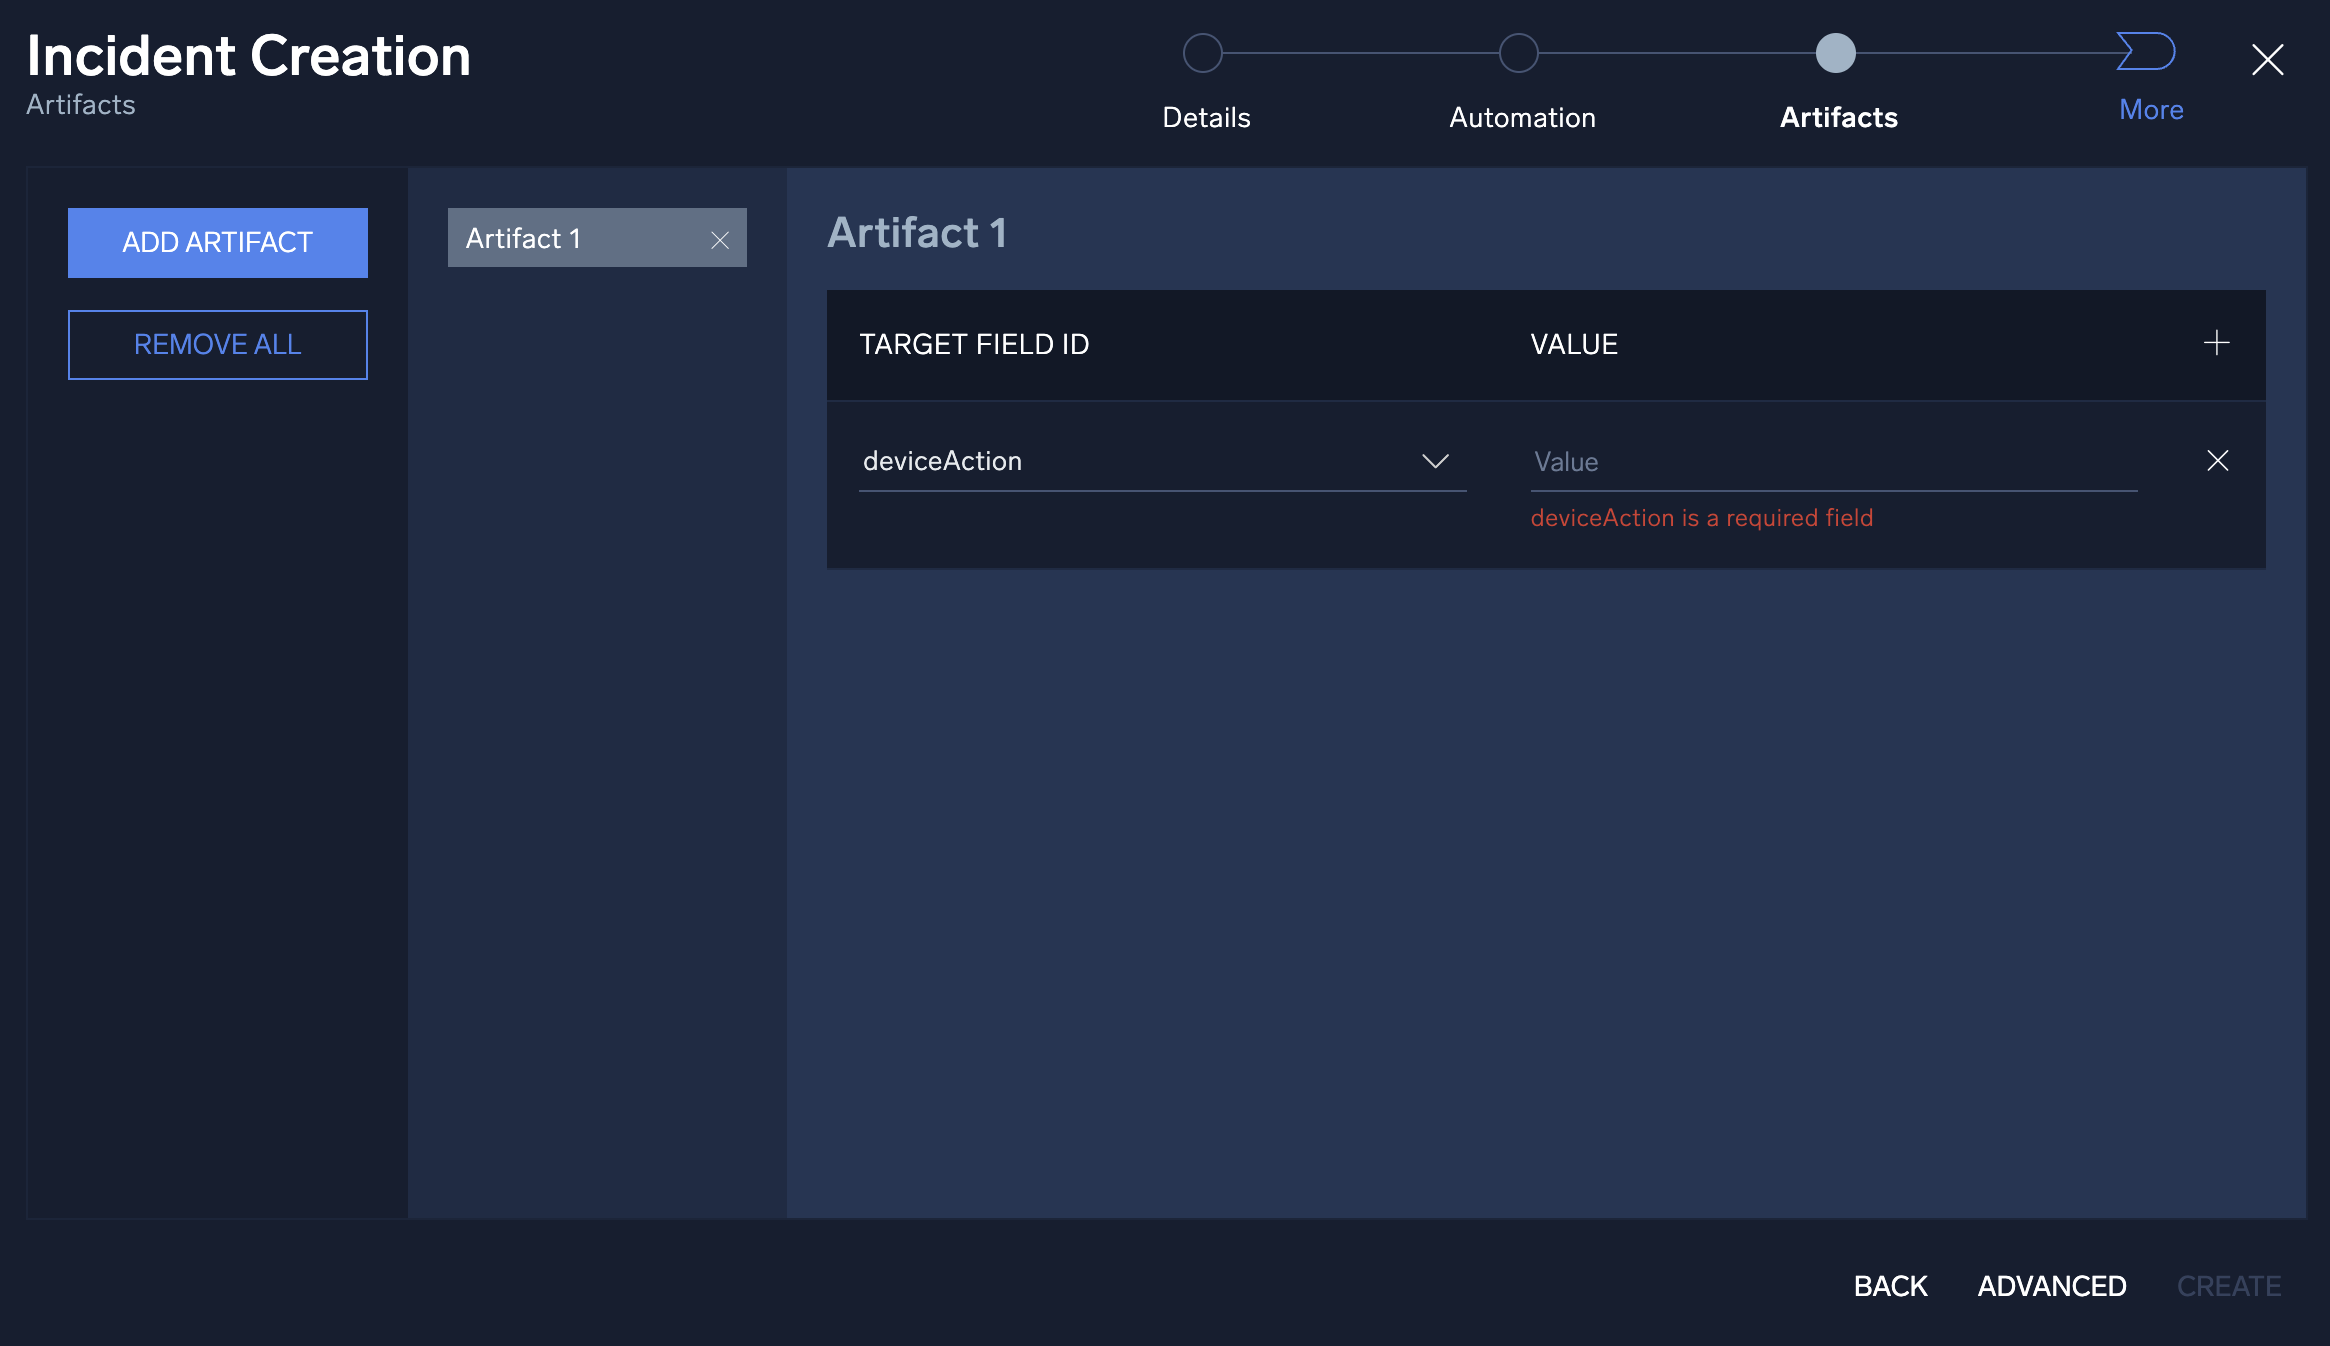 Incident Creation
Artifacts
Details
Automation
Artifacts
More
ADD ARTIFACT
REMOVE ALL
Artifact 1
Artifact 1
TARGET FIELD ID
VALUE
deviceAction
Value
deviceAction is a required field
BACK
ADVANCED
CREATE